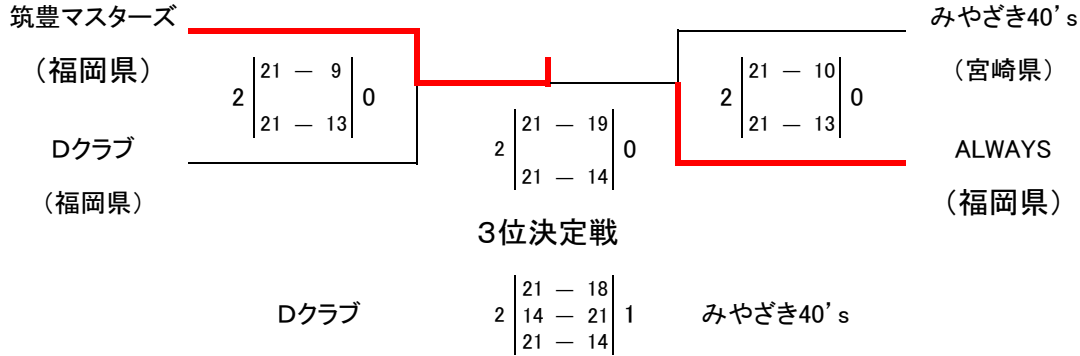 筑豊マスターズ
みやざき40’s
（福岡県）
（宮崎県）
2 21 － 9 0
21 － 13
2 21 － 10 0
21 － 13
Dクラブ
ALWAYS
（福岡県）
（福岡県）
2 21 － 19 0
21 － 14
３位決定戦
Dクラブ
21 － 18
2 14 － 21 1
21 － 14
みやざき40’s